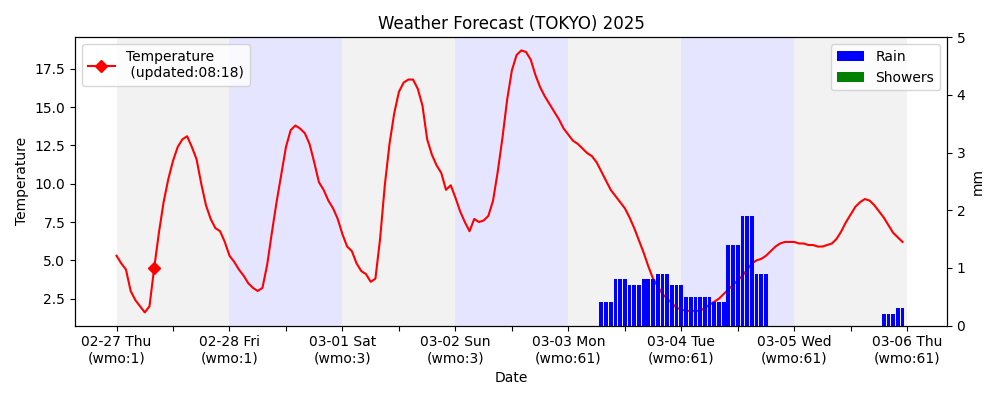 Weather Forecast (TOKYO) 2025
Temperature
(updated:08:18)
Rain
Showers
Temperature
17.5
15.0
12.5
10.0
7.5
5.0
2.5
5
4
3
2
1
0
mm
02-27 Thu
(wmo:1)
02-28 Fri
(wmo:1)
03-01 Sat
(wmo:3)
03-02 Sun
(wmo:3)
03-03 Mon
(wmo:61)
03-04 Tue
(wmo:61)
03-05 Wed
(wmo:61)
03-06 Thu
(wmo:61)
Date